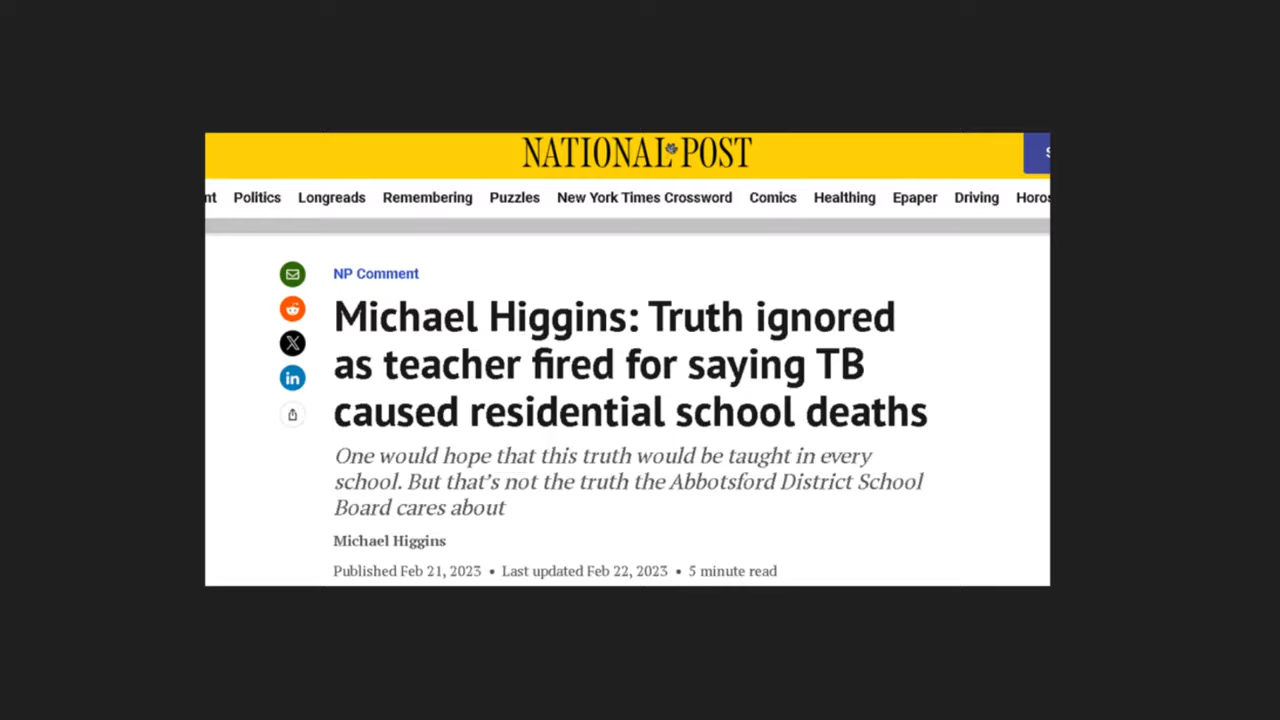 NATIONAL POST
nt Politics Longreads Remembering Puzzles New York Times Crossword Comics Healthing Epaper Driving Horos
NP Comment
Michael Higgins: Truth ignored
as teacher fired for saying TB
caused residential school deaths
One would hope that this truth would be taught in every
school. But that's not the truth the Abbotsford District School
Board cares about
Michael Higgins
Published Feb 21, 2023 • Last updated Feb 22, 2023 • 5 minute read